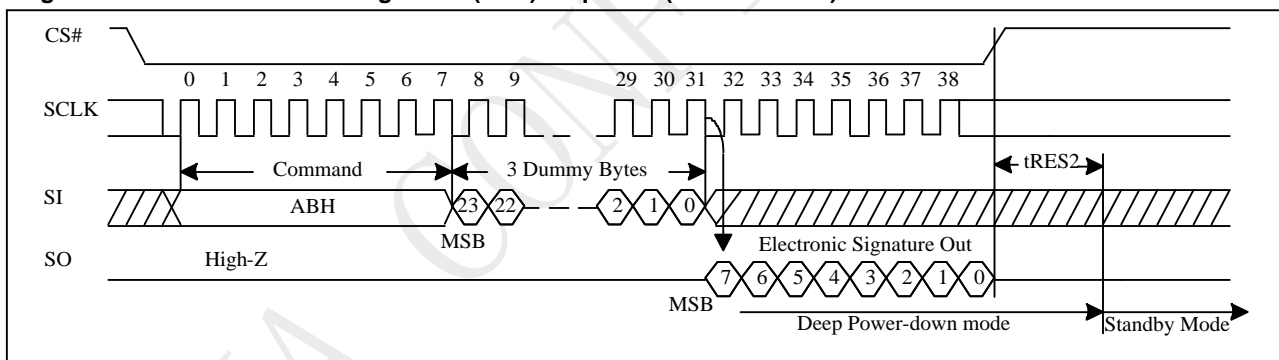 CS#
0 1 2 3 4 5 6 7 8 9 29 30 31 32 33 34 35 36 37 38
SCLK
Command 3 Dummy Bytes tRES2
SI ABH 23 22 2 1 0
MSB Electronic Signature Out
SO High-Z 7 6 5 4 3 2 1 0
MSB
Deep Power-down mode Standby Mode